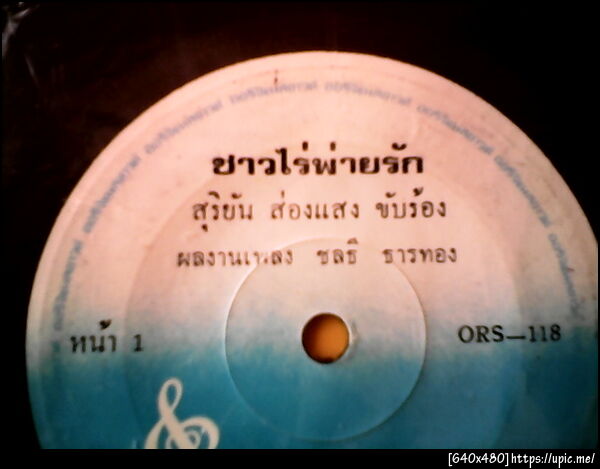 ชาวไร่พ่ายรัก
สุริยัน ส่องแสง ขับร้อง
ผลงานเพลง ชลธี ธารทอง
หน้า 1
ORS–118
[640x480]https://upic.me/